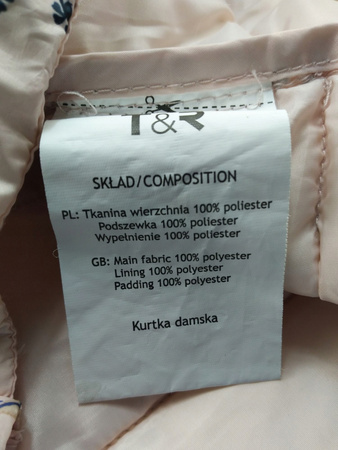 T&R
SKŁAD/COMPOSITION
PL: Tkanina wierzchnia 100% poliester
Podszewka 100% poliester
Wypełnienie 100% poliester
GB: Main fabric 100% polyester
Lining 100% polyester
Padding 100% polyester
Kurtka damska